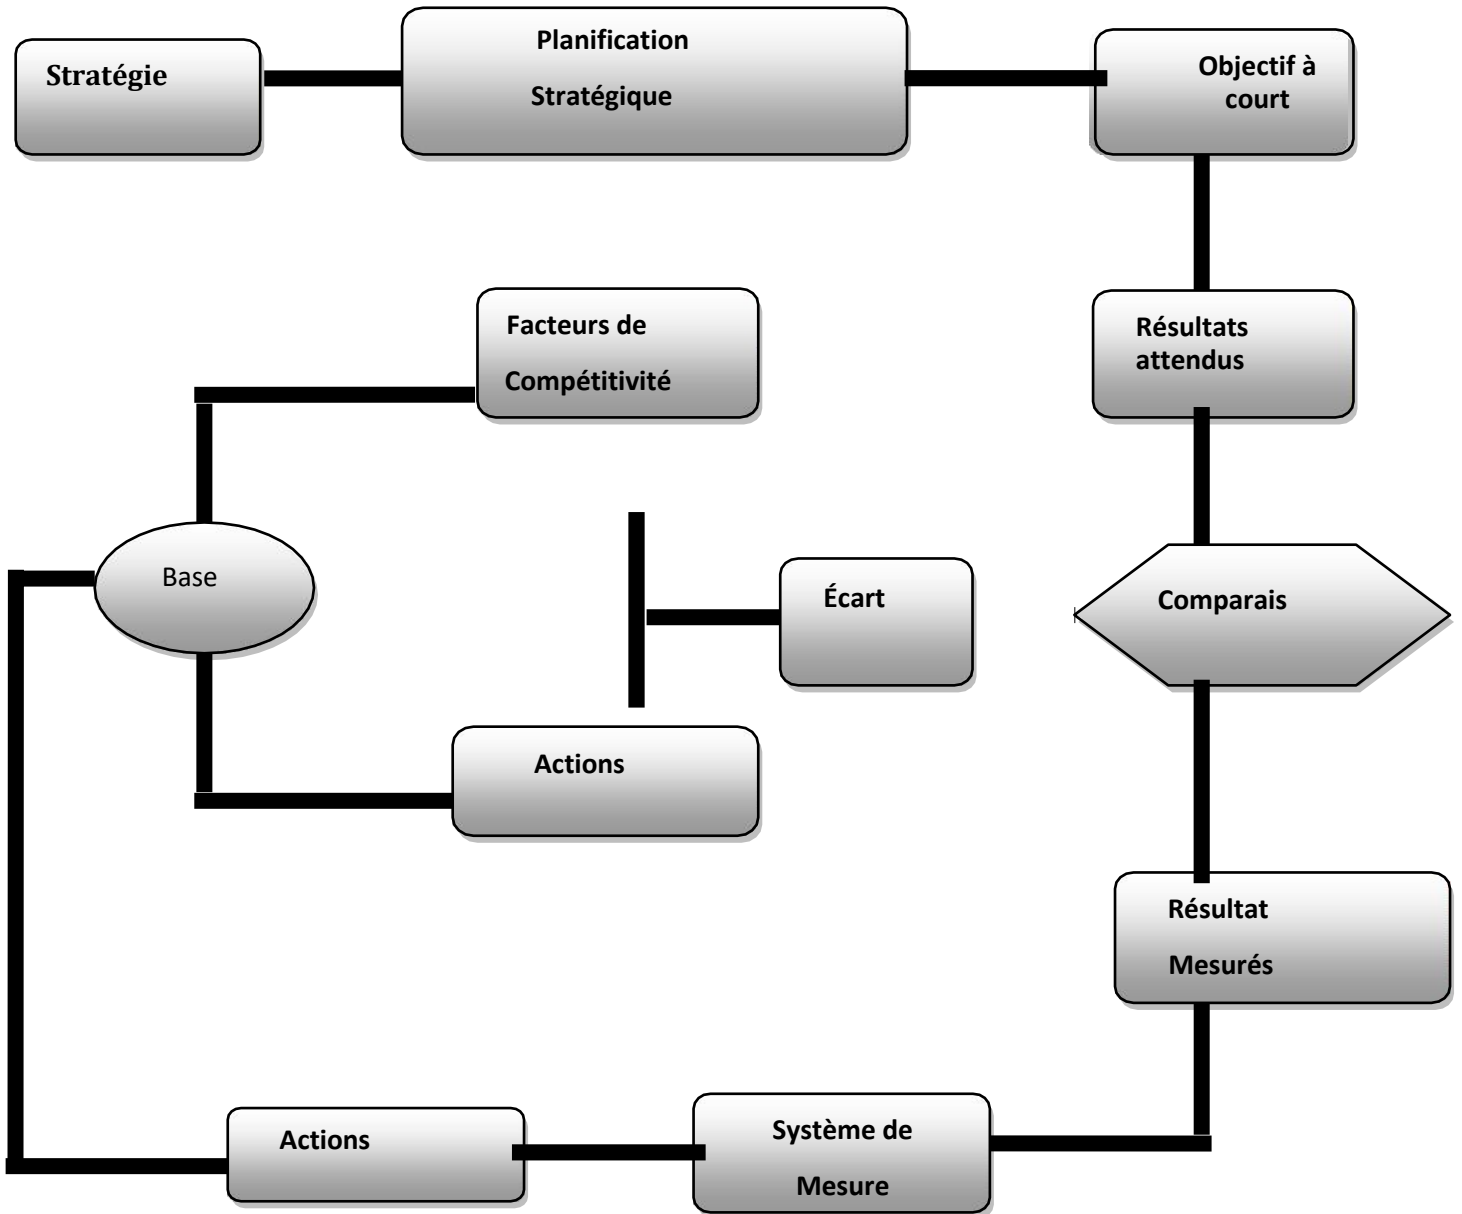 Stratégie
Planification
Stratégique
Objectif à
court
Facteurs de
Compétitivité
Résultats
attendus
Base
Écart
Comparais
Actions
Résultat
Mesurés
Actions
Système de
Mesure